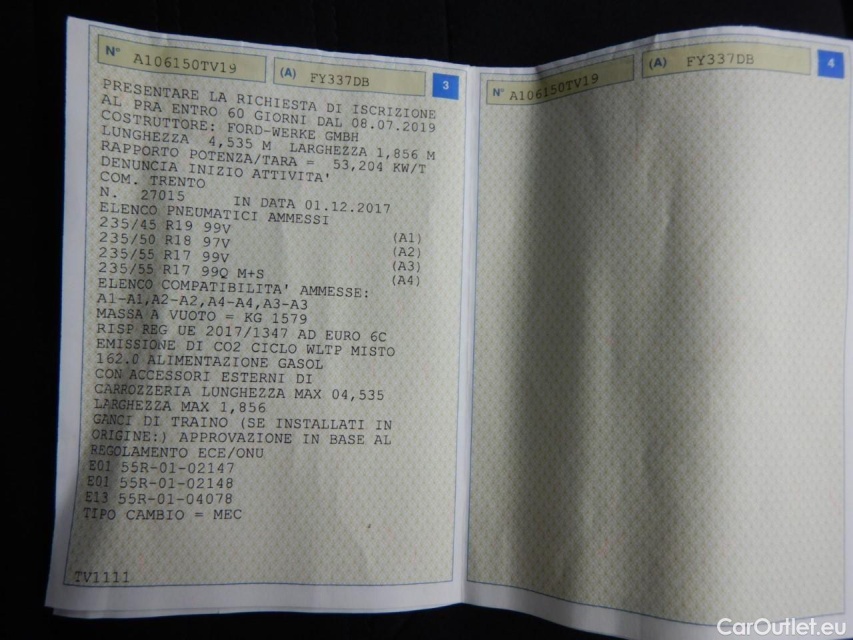 N° A106150TV19 (A) FY337DB 3
PRESENTARE LA RICHIESTA DI ISCRIZIONE
AL PRA ENTRO 60 GIORNI DAL 08.07.2019
COSTRUTTORE: FORD-WERKE GMBH
LUNGHEZZA 4,535 M LARGHEZZA 1,856 M
RAPPORTO POTENZA/TARA = 53,204 KW/T
DENUNCIA INIZIO ATTIVITA'
COM. TRENTO
N. 27015 IN DATA 01.12.2017
ELENCO PNEUMATICI AMMESSI
235/45 R19 99V (A1)
235/50 R18 97V (A2)
235/55 R17 99V (A3)
235/55 R17 99Q M+S (A4)
ELENCO COMPATIBILITA' AMMESSE:
A1-A1,A2-A2,A4-A4,A3-A3
MASSA A VUOTO = KG 1579
RISP REG UE 2017/1347 AD EURO 6C
EMISSIONE DI CO2 CICLO WLTP MISTO
162.0 ALIMENTAZIONE GASOL
CON ACCESSORI ESTERNI DI
CARROZZERIA LUNGHEZZA MAX 04,535
LARGHEZZA MAX 1,856
GANCI DI TRAINO (SE INSTALLATI IN
ORIGINE:) APPROVAZIONE IN BASE AL
REGOLAMENTO ECE/ONU
E01 55R-01-02147
E01 55R-01-02148
E13 55R-01-04078
TIPO CAMBIO = MEC
TV1111
N° A106150TV19 (A) FY337DB 4
CarOutlet.eu